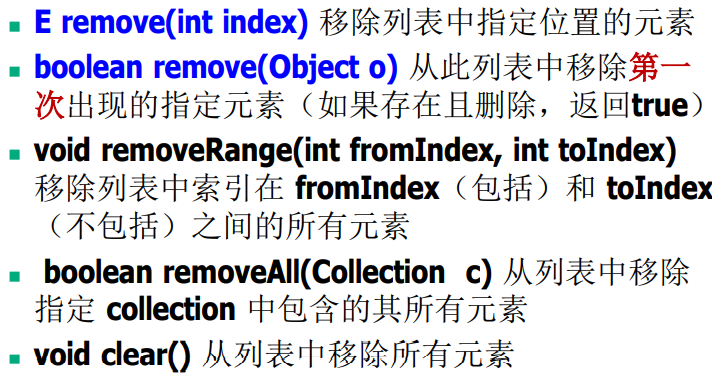 E remove(int index) 移除列表中指定位置的元素
boolean remove(Object o) 从此列表中移除第一
次出现的指定元素（如果存在且删除，返回true）
void removeRange(int fromIndex, int toIndex)
移除列表中索引在 fromIndex（包括）和 toIndex
（不包括）之间的所有元素
boolean removeAll(Collection c) 从列表中移除
指定 collection 中包含的其所有元素
void clear() 从列表中移除所有元素